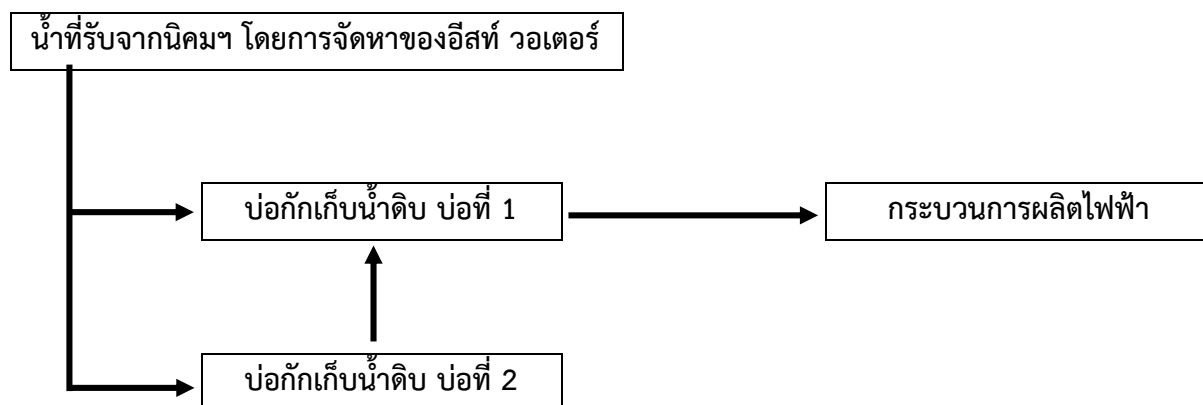 น้ำที่รับจากนิคมฯ โดยการจัดหาของอีสท์ วอเตอร์
บ่อกักเก็บน้ำดิบ บ่อที่ 1
กระบวนการผลิตไฟฟ้า
บ่อกักเก็บน้ำดิบ บ่อที่ 2